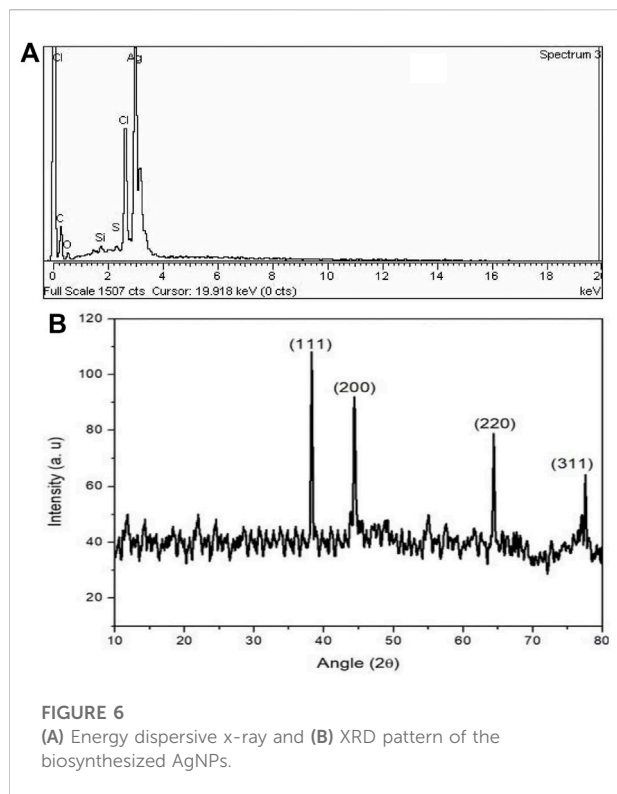 A
Cl
Ag
Spectrum 3
Cl
C
O
Si
S
0 2 4 6 8 10 12 14 16 18 20
Full Scale 1507 cts Cursor: 19.918 keV (0 cts)
keV
B
120
100
80
60
40
20
Intensity (a. u)
(111)
(200)
(220)
(311)
10 20 30 40 50 60 70 80
Angle (2θ)
FIGURE 6
(A) Energy dispersive x-ray and (B) XRD pattern of the
biosynthesized AgNPs.